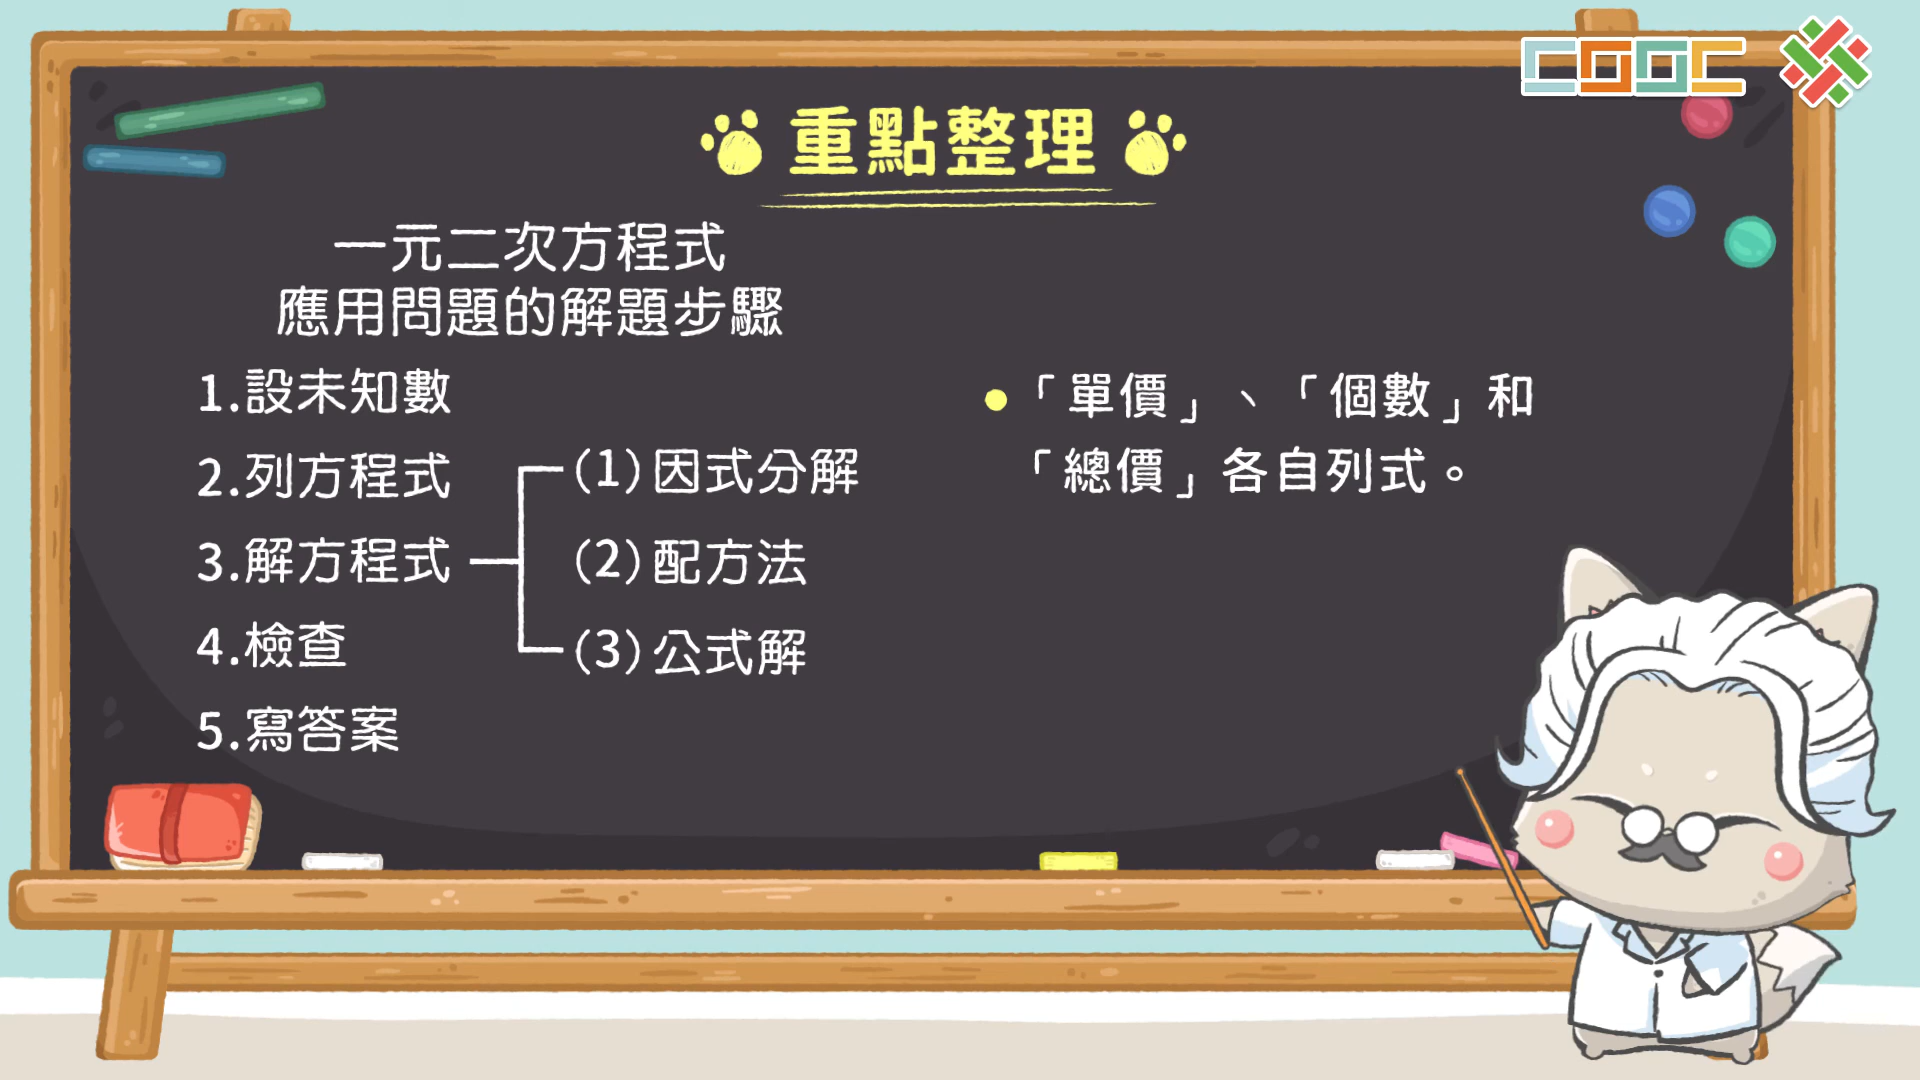 COOC
重點整理
一元二次方程式
應用問題的解題步驟
1.設未知數
2.列方程式
3.解方程式
(1)因式分解
(2)配方法
(3)公式解
4.檢查
5.寫答案
「單價」、「個數」和
「總價」各自列式。